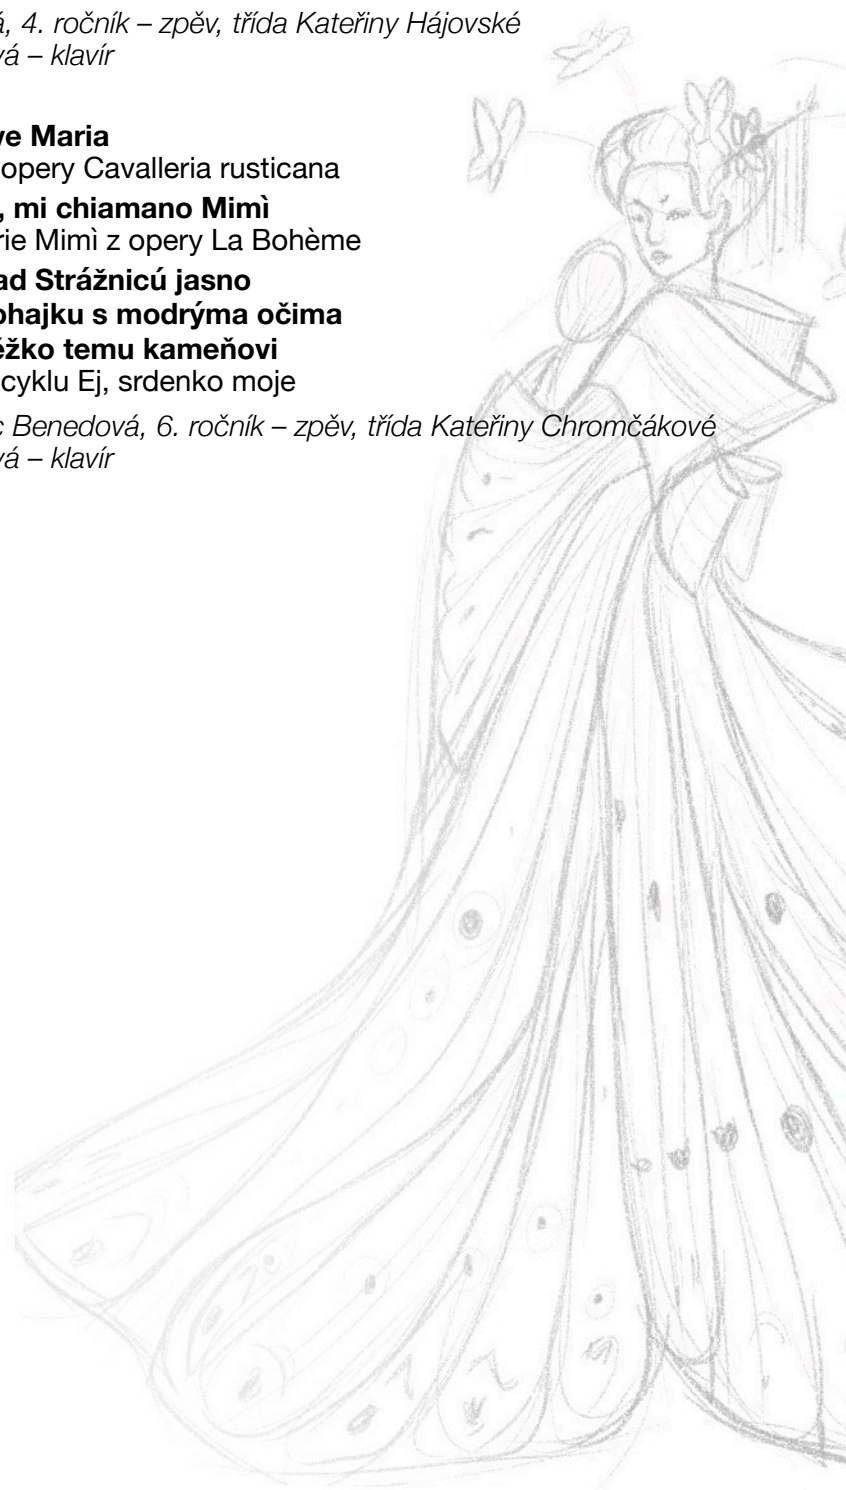 á, 4. ročník – zpěv, třída Kateřiny Hájovské
vá – klavír
ve Maria
opery Cavalleria rusticana
, mi chiamano Mimì
rie Mimì z opery La Bohème
ad Strážnicú jasno
ohajku s modrýma očima
ěžko temu kameňovi
cyklu Ej, srdenko moje
c Benedová, 6. ročník – zpěv, třída Kateřiny Chromčákové
vá – klavír